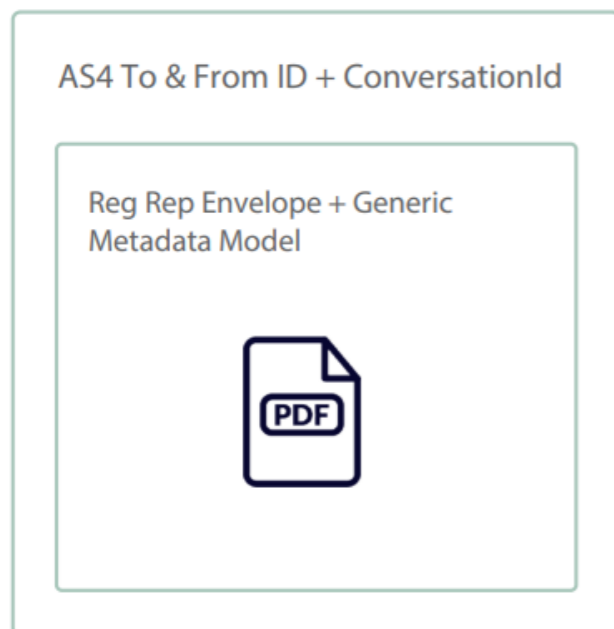 AS4 To & From ID + ConversationId
Reg Rep Envelope + Generic
Metadata Model
PDF